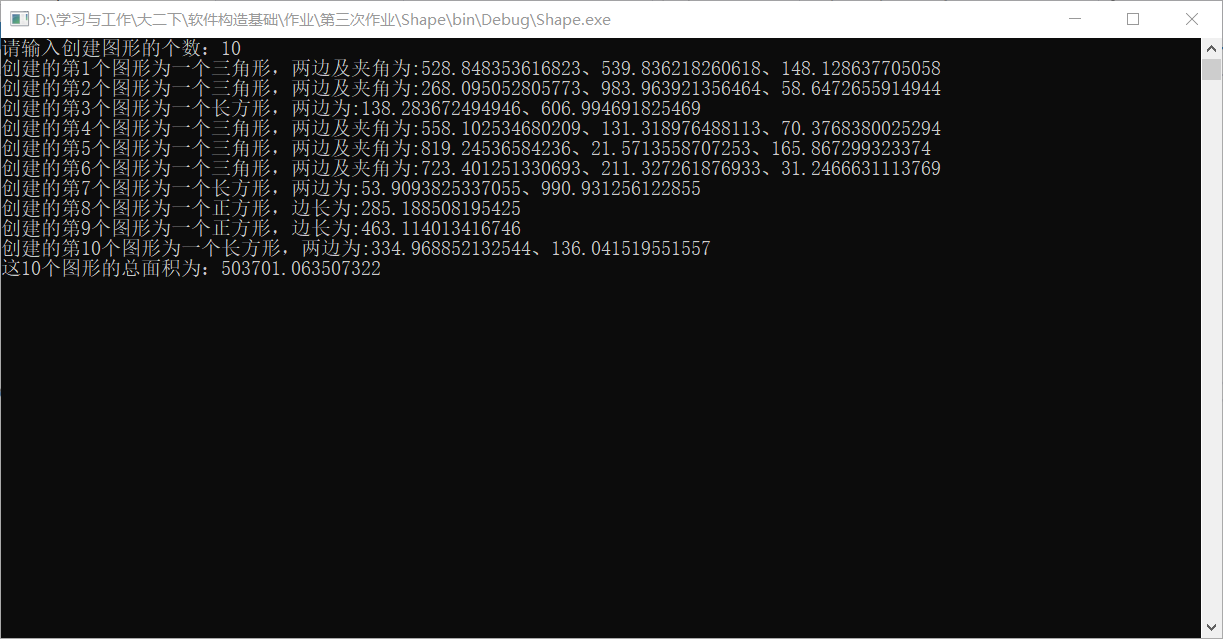 D:\学习与工作\大二下\软件构造基础\作业\第三次作业\Shape\bin\Debug\Shape.exe
请输入创建图形的个数：10
创建的第1个图形为一个三角形，两边及夹角为:528.848353616823、539.836218260618、148.128637705058
创建的第2个图形为一个三角形，两边及夹角为:268.095052805773、983.963921356464、58.6472655914944
创建的第3个图形为一个长方形，两边为:138.283672494946、606.994691825469
创建的第4个图形为一个三角形，两边及夹角为:558.102534680209、131.318976488113、70.3768380025294
创建的第5个图形为一个三角形，两边及夹角为:819.24536584236、21.5713558707253、165.867299323374
创建的第6个图形为一个三角形，两边及夹角为:723.401251330693、211.327261876933、31.2466631113769
创建的第7个图形为一个长方形，两边为:53.9093825337055、990.931256122855
创建的第8个图形为一个正方形，边长为:285.188508195425
创建的第9个图形为一个正方形，边长为:463.114013416746
创建的第10个图形为一个长方形，两边为:334.968852132544、136.041519551557
这10个图形的总面积为：503701.063507322